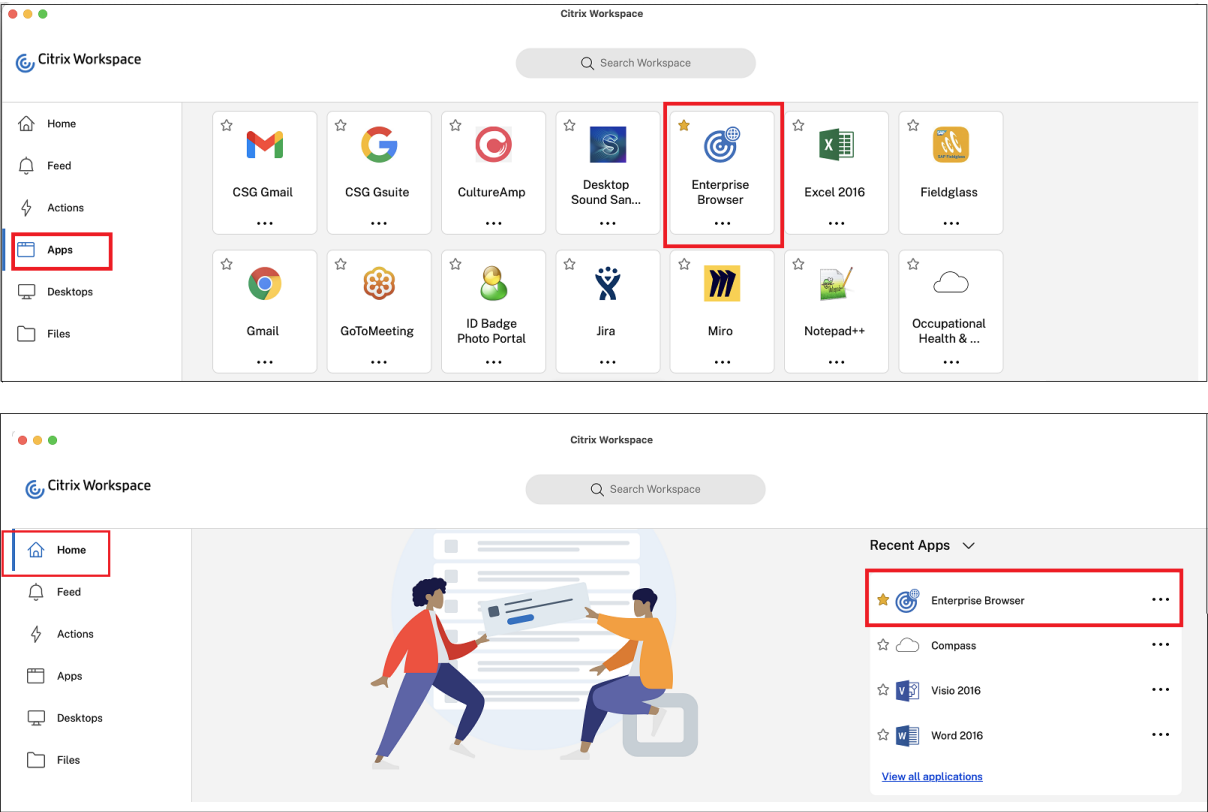 Citrix Workspace
Citrix Workspace
Search Workspace
Home
Feed
Actions
Apps
Desktops
Files
CSG Gmail
CSG Gsuite
CultureAmp
Desktop
Sound San...
Enterprise
Browser
Excel 2016
Fieldglass
Gmail
GoToMeeting
ID Badge
Photo Portal
Jira
Miro
Notepad++
Occupational
Health & ...
Citrix Workspace
Citrix Workspace
Search Workspace
Home
Feed
Actions
Apps
Desktops
Files
Recent Apps
Enterprise Browser
Compass
Visio 2016
Word 2016
View all applications